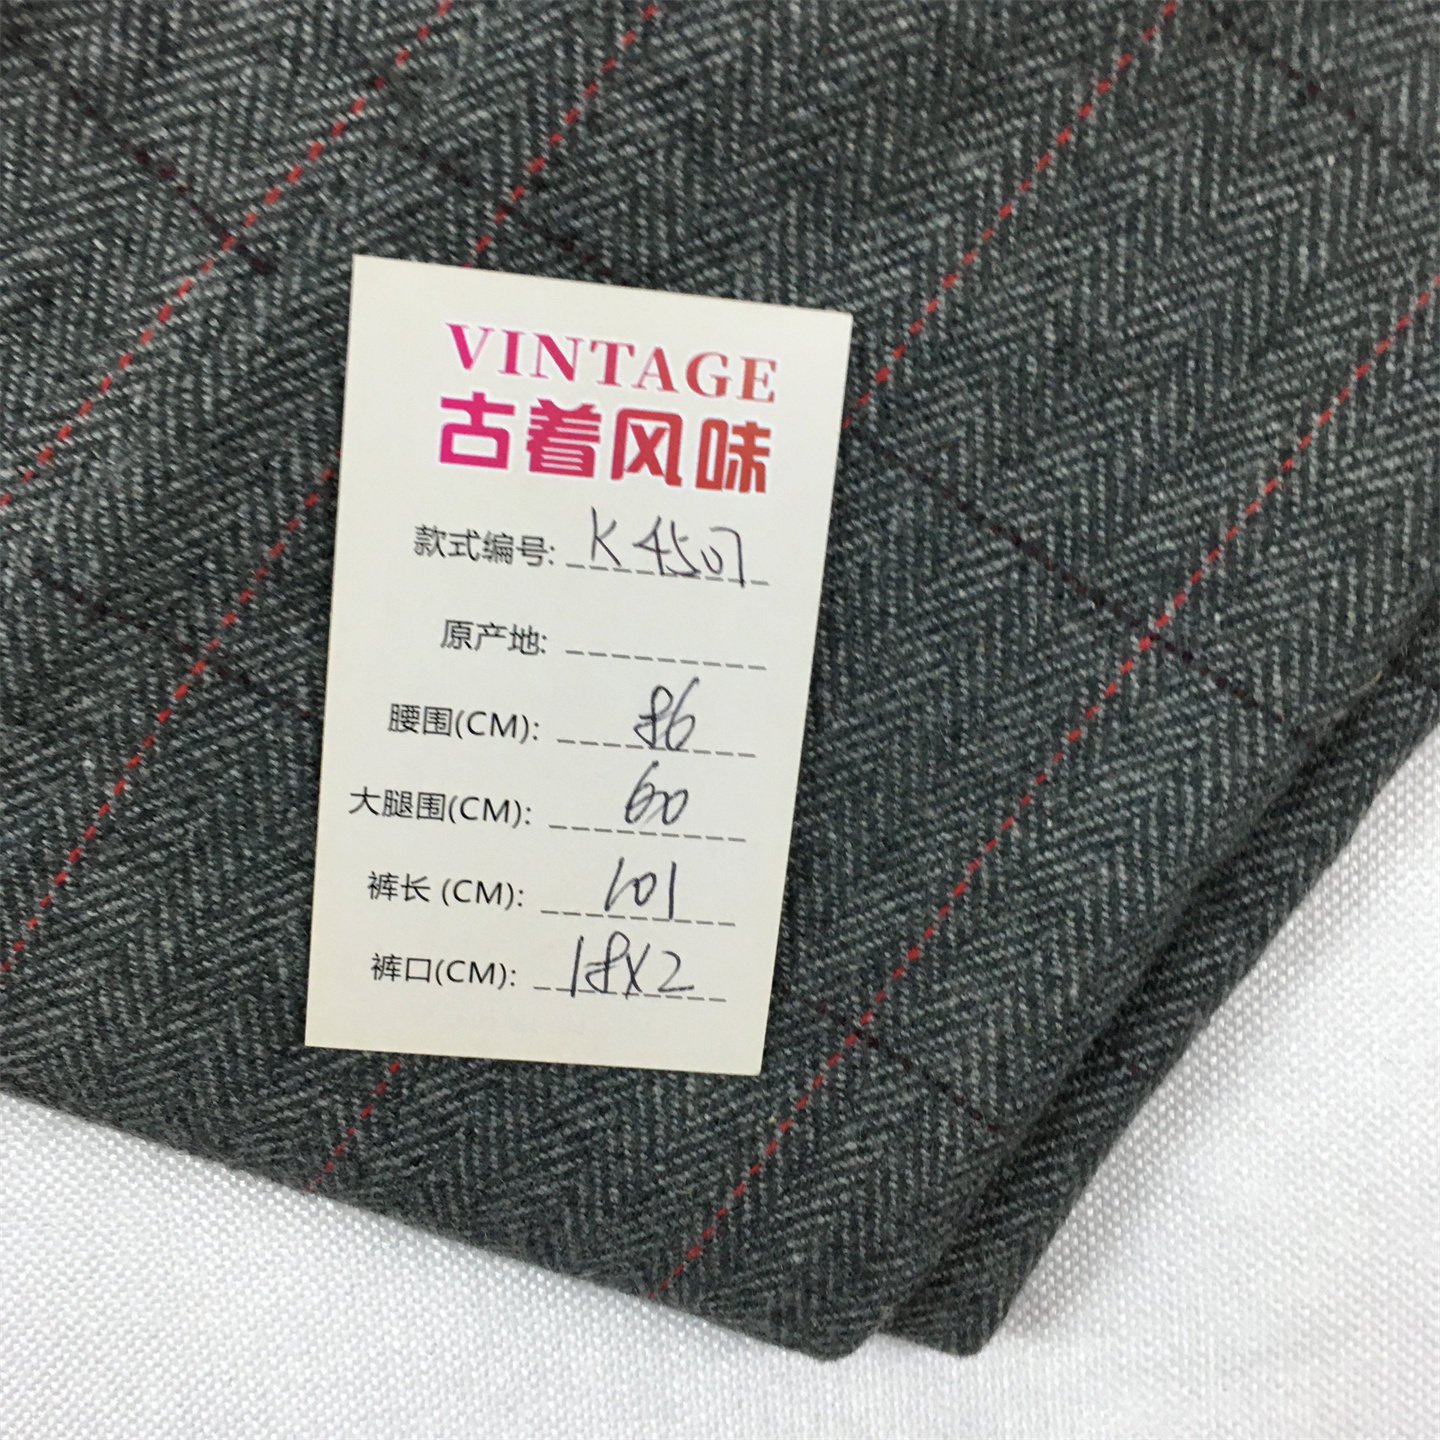 VINTAGE
古着风味
款式编号: K4507
原产地:
腰围(CM): 86
大腿围(CM): 60
裤长 (CM): 101
裤口(CM): 18X2